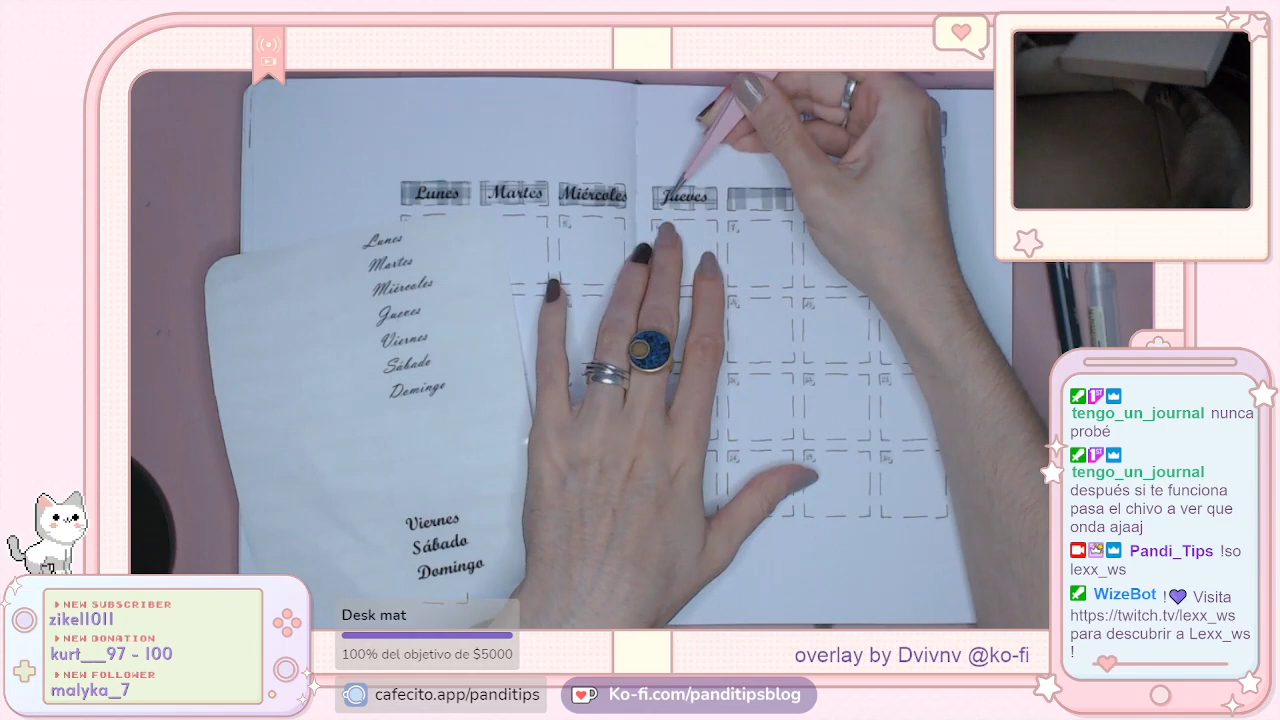 Lunes
Martes
Miércoles
Jueves
Lunes
Martes
Miércoles
Jueves
Viernes
Sábado
Domingo
Viernes
Sábado
Domingo
tengo_un_journal nunca
probé
tengo_un_journal
después si te funciona
pasa el chivo a ver que
onda ajaaj
Pandi_Tips !so
lexx_ws
WizeBot !💜 Visita
https://twitch.tv/lexx_ws
para descubrir a Lexx_ws
!
NEW SUBSCRIBER
zikell0ll
NEW DONATION
kurt___97 - 100
NEW FOLLOWER
malyka_7
Desk mat
100% del objetivo de $5000
overlay by Dvivnv @ko-fi
cafecito.app/panditips
Ko-fi.com/panditipsblog